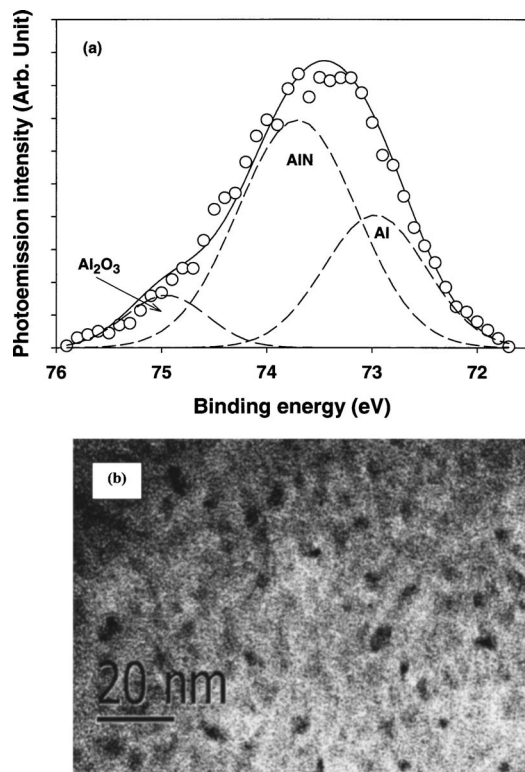 (a)
Photoemission intensity (Arb. Unit)
AlN
Al
Al2O3
76 75 74 73 72
Binding energy (eV)
(b)
20 nm